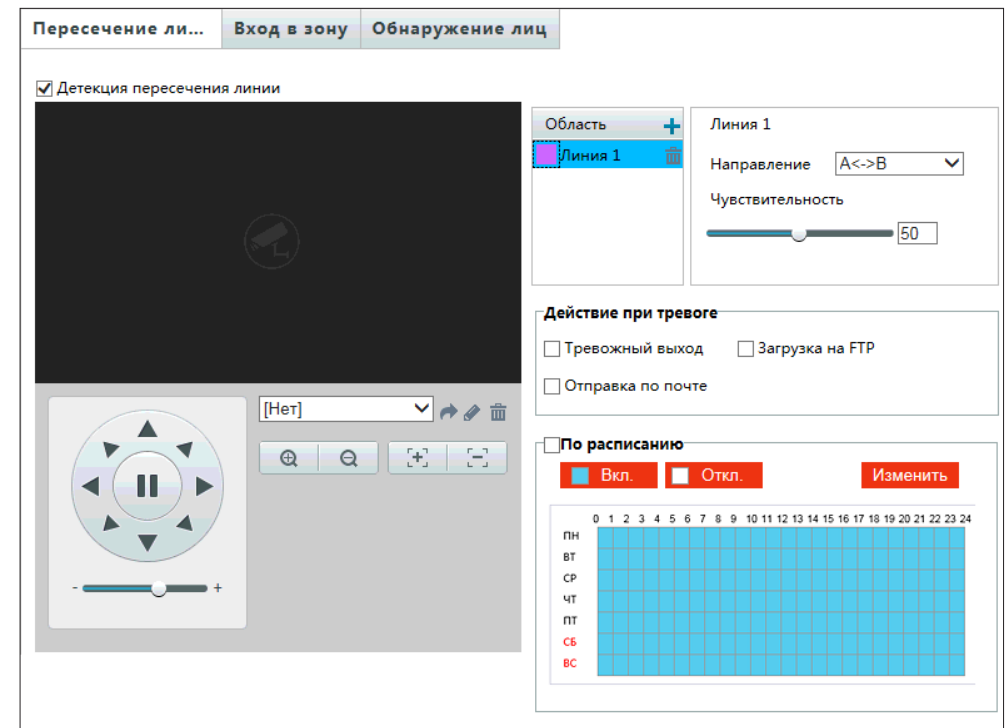 Пересечение ли... Вход в зону Обнаружение лиц
Детекция пересечения линии
Область +
Линия 1
Линия 1
Направление A<->B
Чувствительность
50
Действие при тревоге
Тревожный выход Загрузка на FTP
Отправка по почте
[Нет]
- +
По расписанию
Вкл. Откл. Изменить
0 1 2 3 4 5 6 7 8 9 10 11 12 13 14 15 16 17 18 19 20 21 22 23 24
ПН
ВТ
СР
ЧТ
ПТ
СБ
ВС